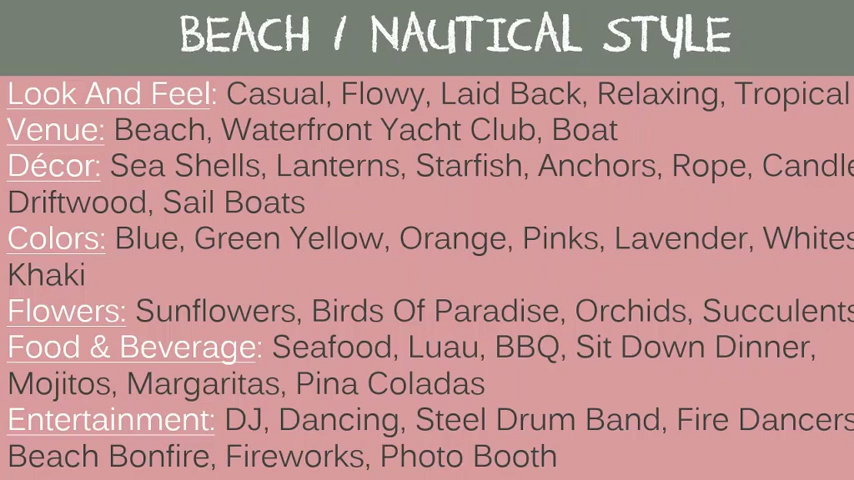 BEACH / NAUTICAL STYLE
Look And Feel: Casual, Flowy, Laid Back, Relaxing, Tropical
Venue: Beach, Waterfront Yacht Club, Boat
Décor: Sea Shells, Lanterns, Starfish, Anchors, Rope, Candle
Driftwood, Sail Boats
Colors: Blue, Green Yellow, Orange, Pinks, Lavender, Whites
Khaki
Flowers: Sunflowers, Birds Of Paradise, Orchids, Succulents
Food & Beverage: Seafood, Luau, BBQ, Sit Down Dinner,
Mojitos, Margaritas, Pina Coladas
Entertainment: DJ, Dancing, Steel Drum Band, Fire Dancers
Beach Bonfire, Fireworks, Photo Booth